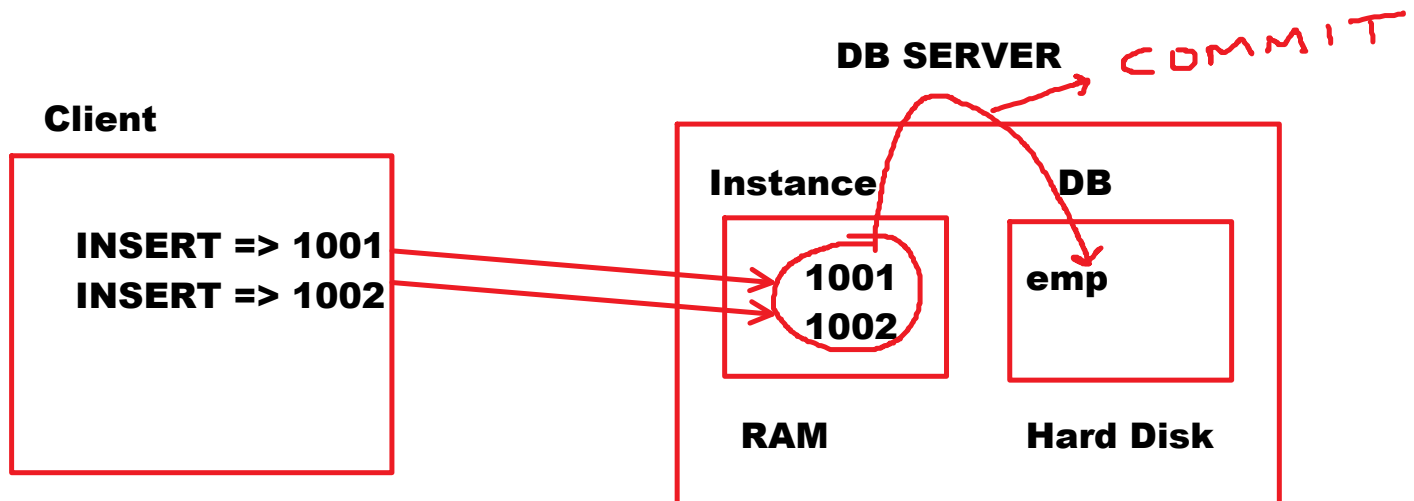 DB SERVER
COMMIT
Client
Instance
DB
INSERT => 1001
INSERT => 1002
1001
1002
emp
RAM
Hard Disk